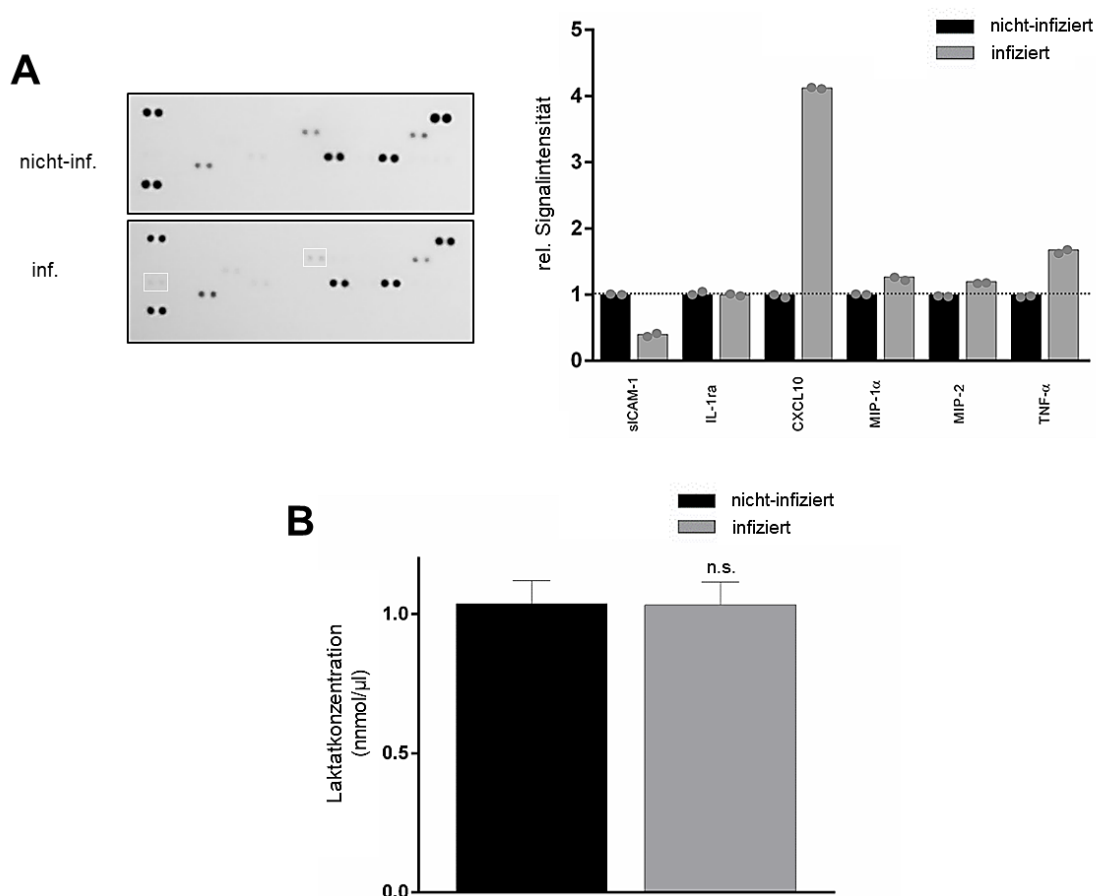 A
nicht-inf.
inf.
nicht-infiziert
infiziert
rel. Signalintensität
5
4
3
2
1
0
sICAM-1
IL-1ra
CXCL10
MIP-1α
MIP-2
TNF-α
B
nicht-infiziert
infiziert
n.s.
Laktatkonzentration
(nnmol/µl)
1.0
0.5
0.0